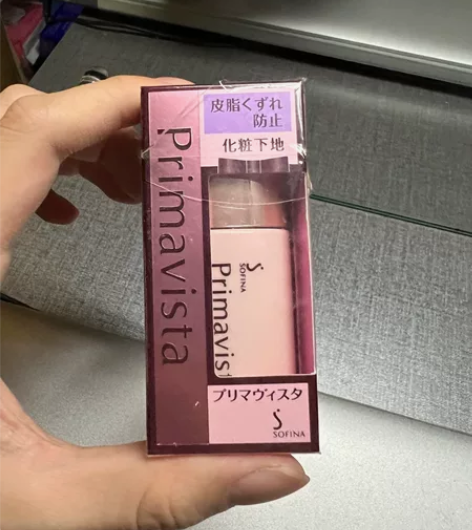 皮脂くずれ
防止
化粧下地
Primavista
SOFINA
Primavis
プリマヴィスタ
SOFINA